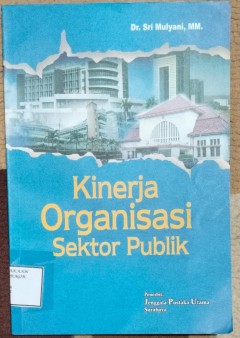 Dr. Sri Mulyani, MM.
Kinerja
Organisasi
Sektor Publik
Penerbit
Jenggala Pustaka Utama
Surabaya